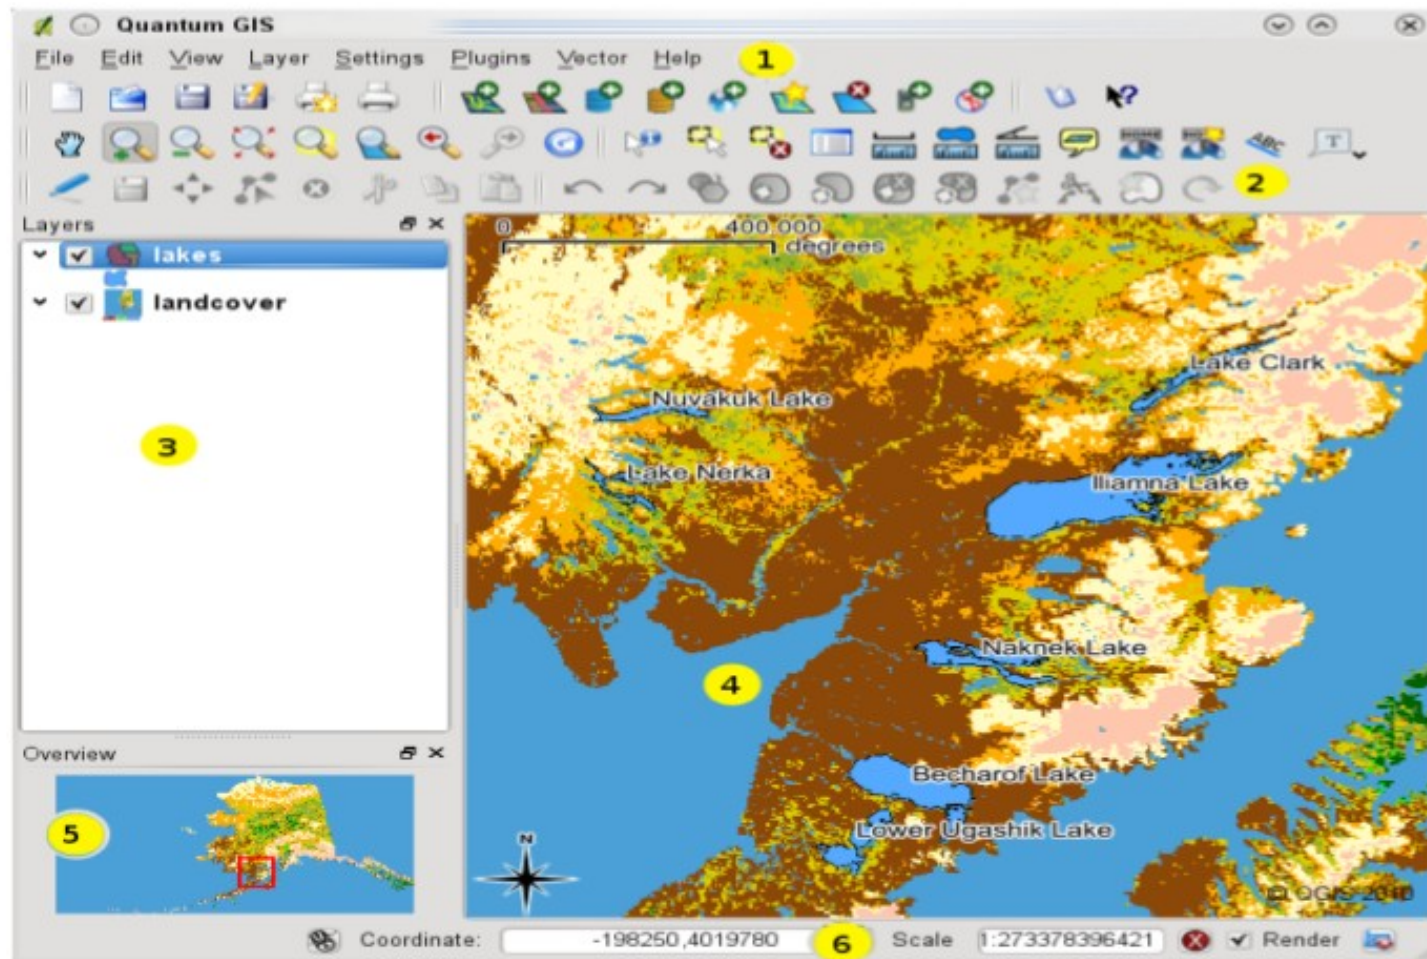 Quantum GIS
File Edit View Layer Settings Plugins Vector Help 1
ABC T
2
Layers
lakes
landcover
3
0 400,000
degrees
Lake Clark
Nuvakuk Lake
Lake Nerka
Iliamna Lake
Naknek Lake
4
Becharof Lake
Lower Ugashik Lake
N
©QGIS 2010
Overview
5
Coordinate: -198250,4019780 6 Scale 1:273378396421 Render